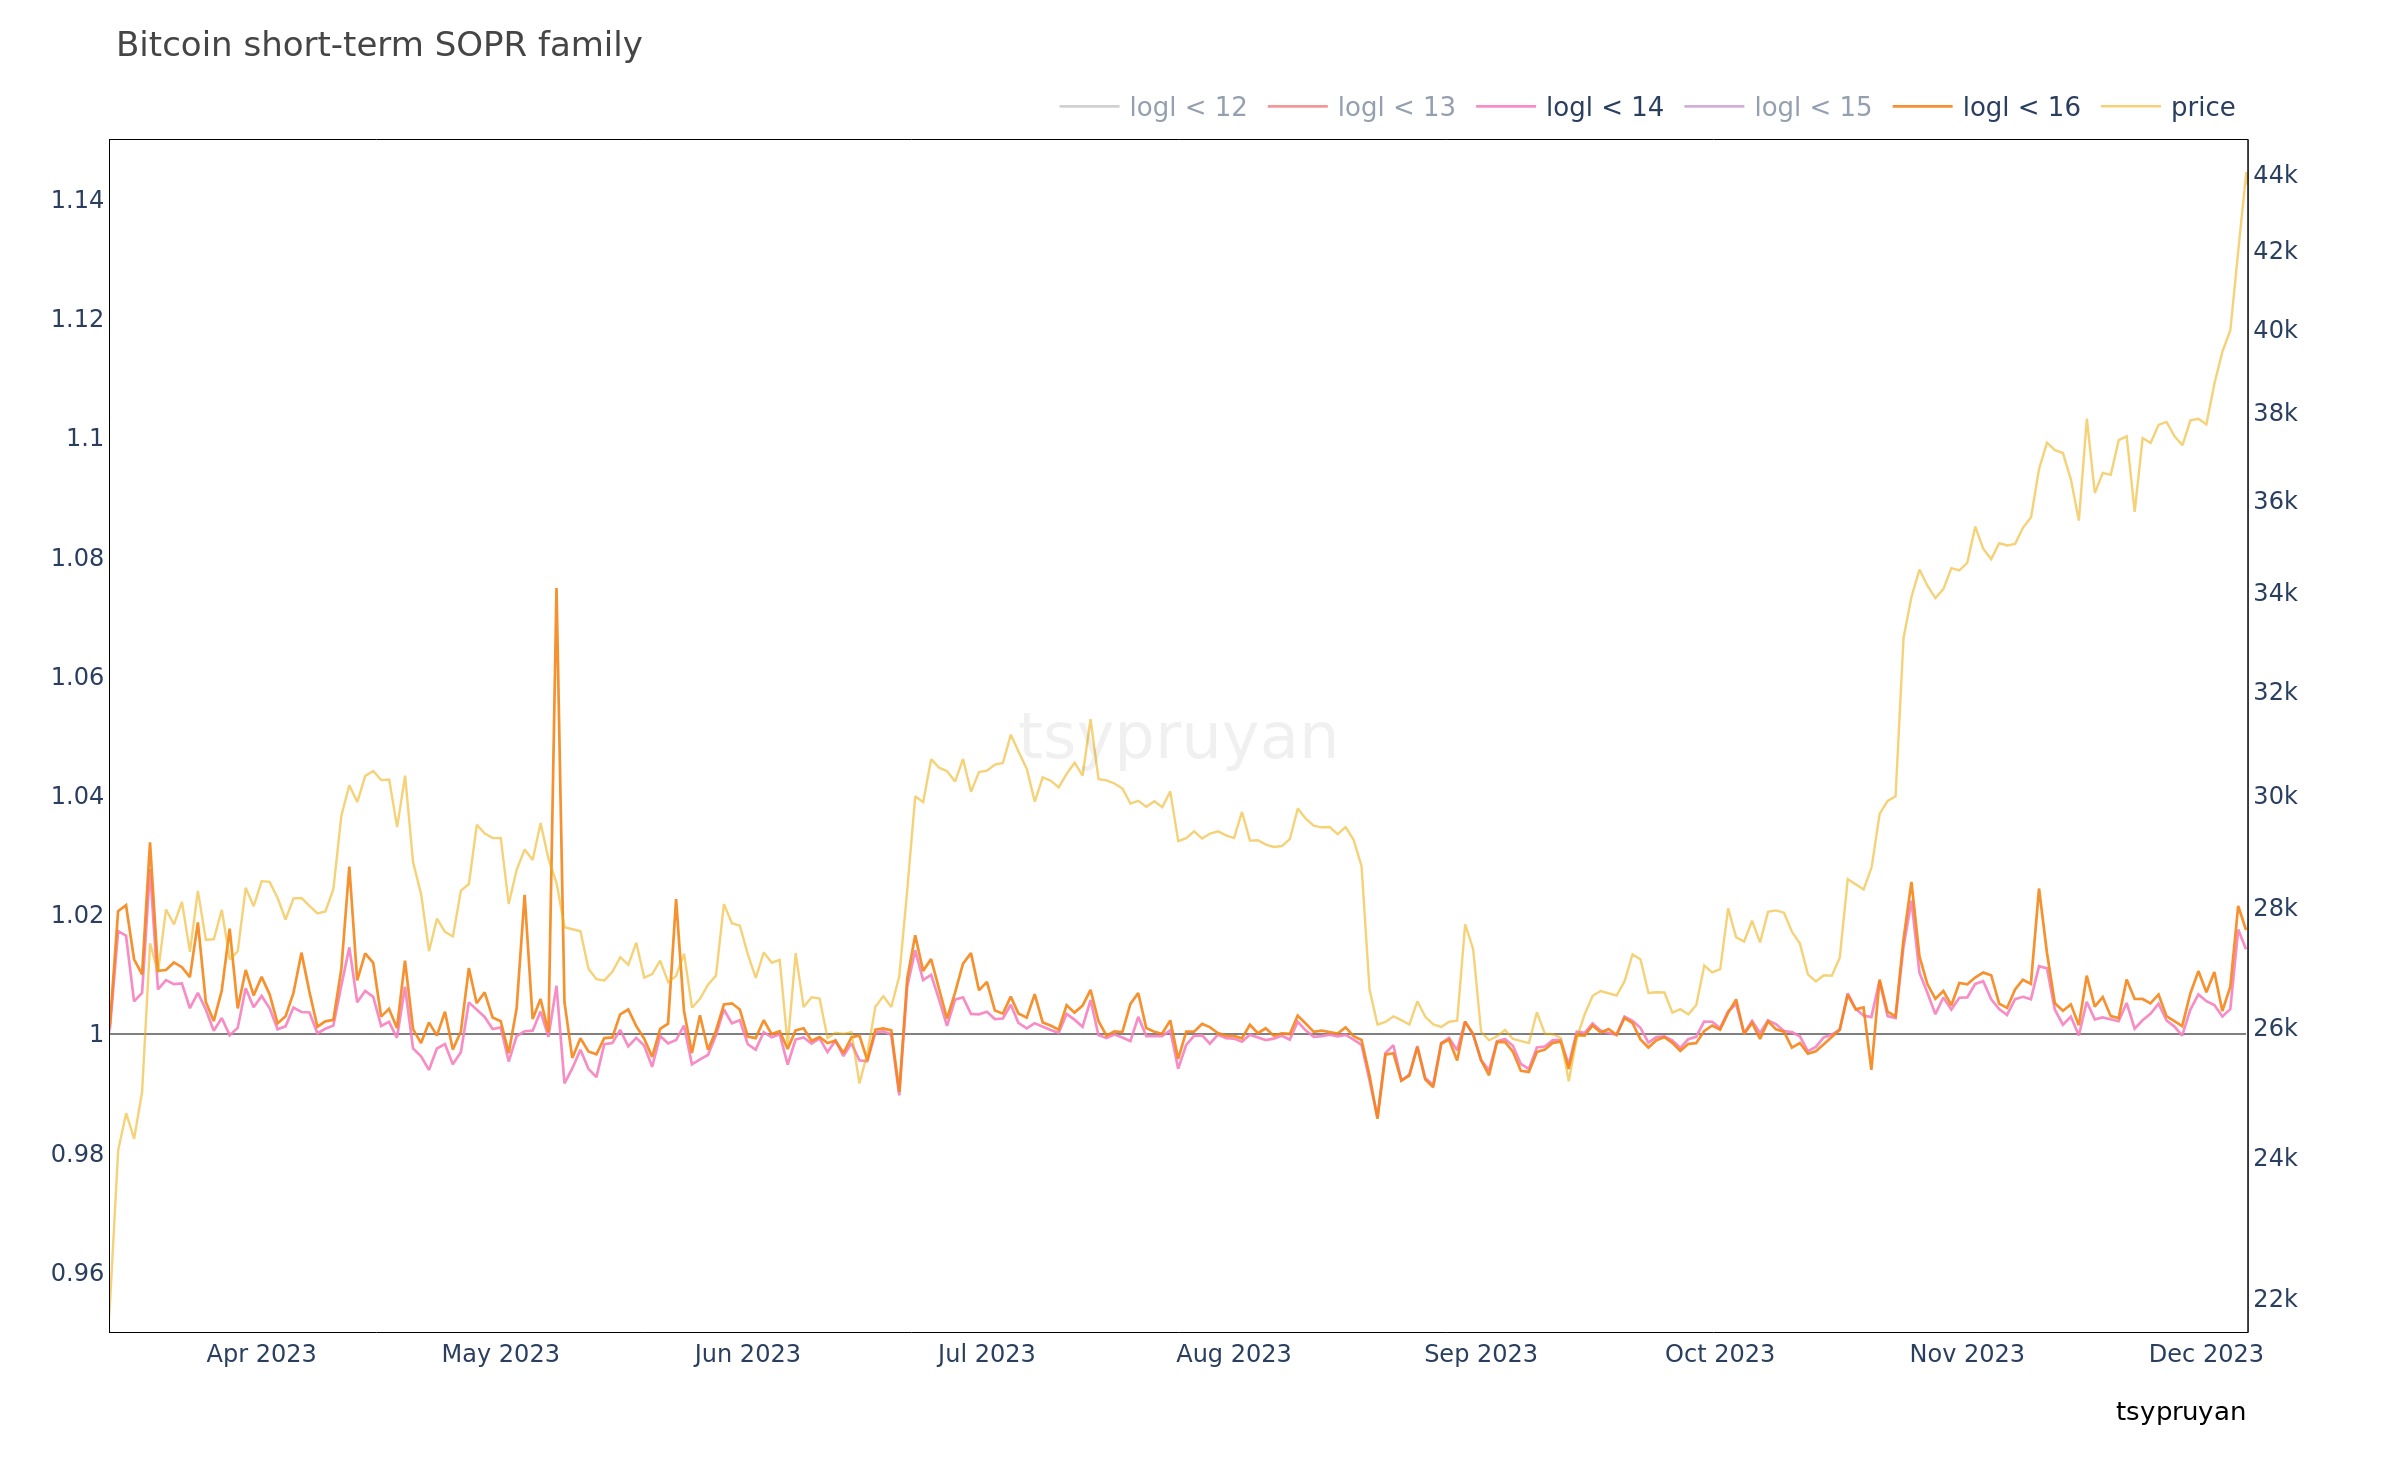 Bitcoin short-term SOPR family
logl < 12 logl < 13 logl < 14 logl < 15 logl < 16 price
1.14
1.12
1.1
1.08
1.06
1.04
1.02
1
0.98
0.96
44k
42k
40k
38k
36k
34k
32k
30k
28k
26k
24k
22k
tsypruyan
Apr 2023 May 2023 Jun 2023 Jul 2023 Aug 2023 Sep 2023 Oct 2023 Nov 2023 Dec 2023
tsypruyan